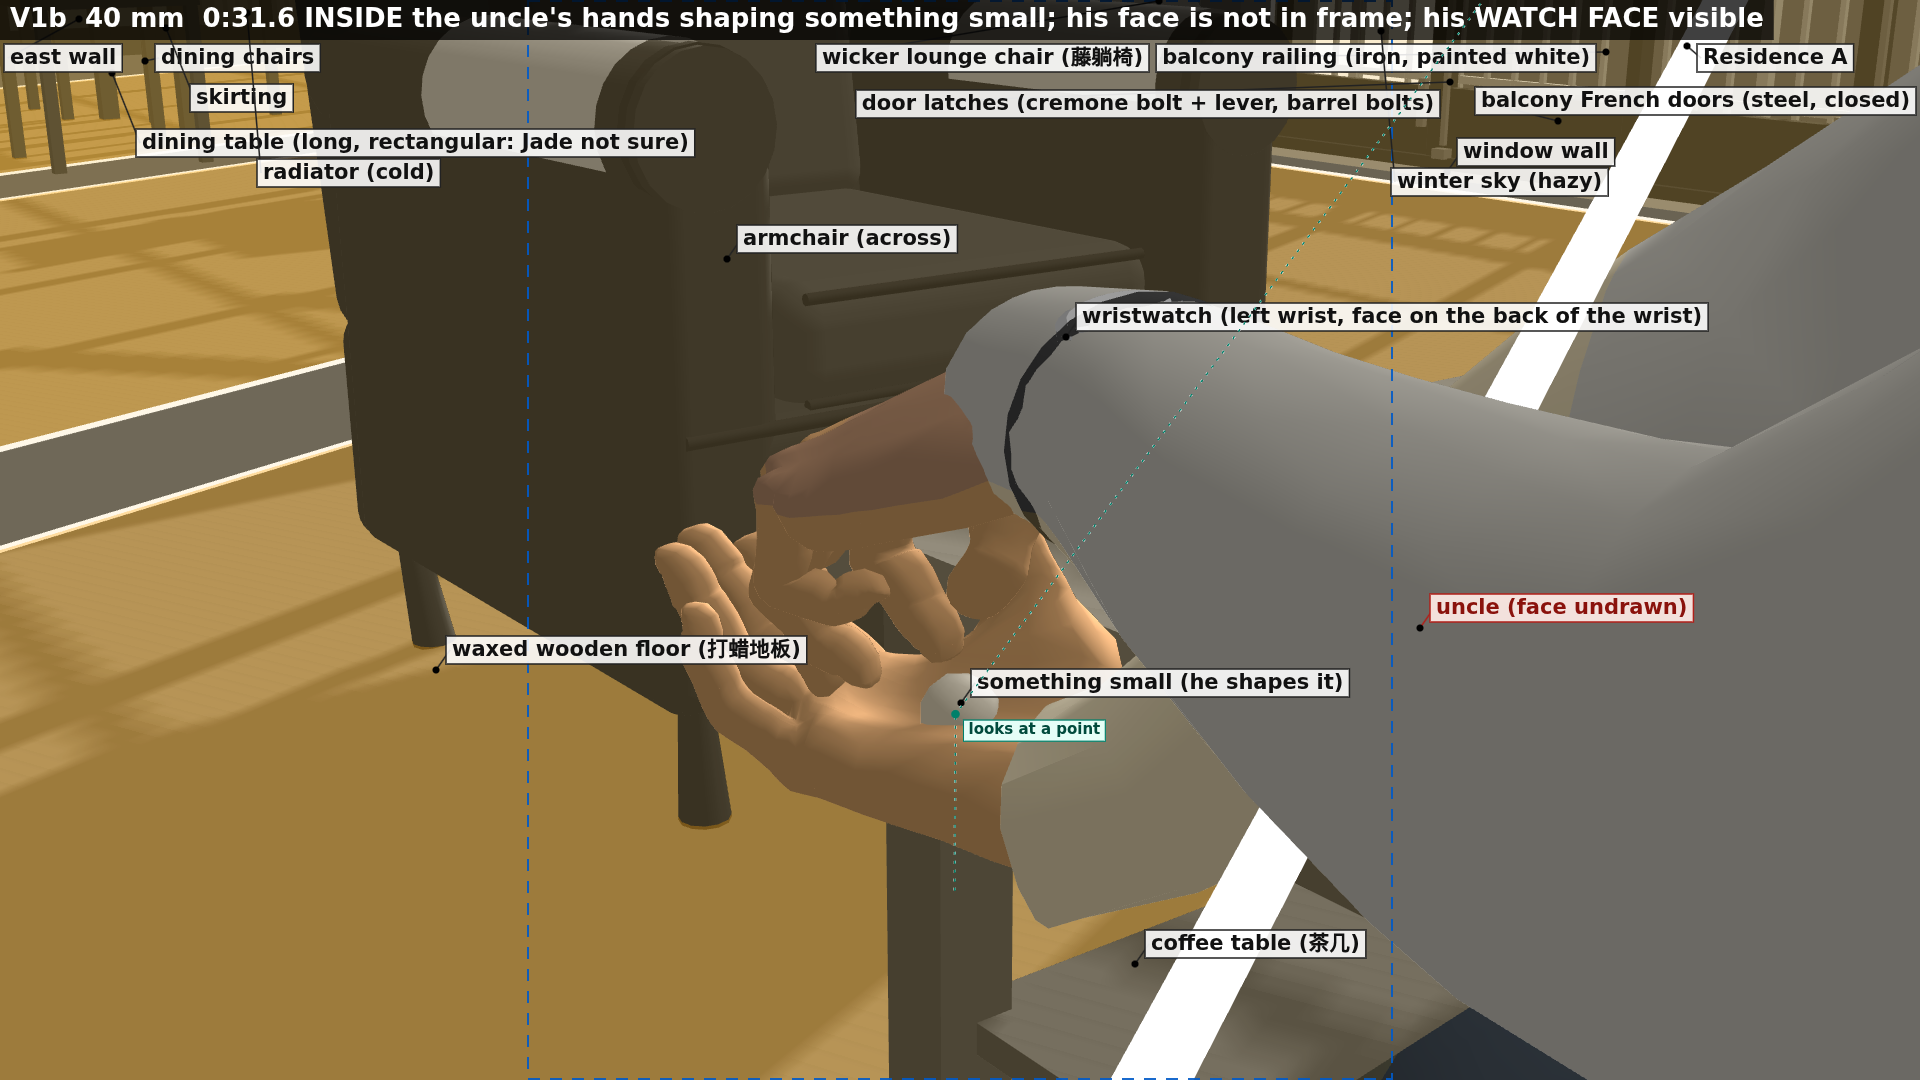 V1b 40 mm 0:31.6 INSIDE the uncle's hands shaping something small; his face is not in frame; his WATCH FACE visible
east wall
dining chairs
wicker lounge chair (藤躺椅)
balcony railing (iron, painted white)
Residence A
skirting
door latches (cremone bolt + lever, barrel bolts)
balcony French doors (steel, closed)
dining table (long, rectangular: Jade not sure)
window wall
radiator (cold)
winter sky (hazy)
armchair (across)
wristwatch (left wrist, face on the back of the wrist)
uncle (face undrawn)
waxed wooden floor (打蜡地板)
something small (he shapes it)
looks at a point
coffee table (茶几)